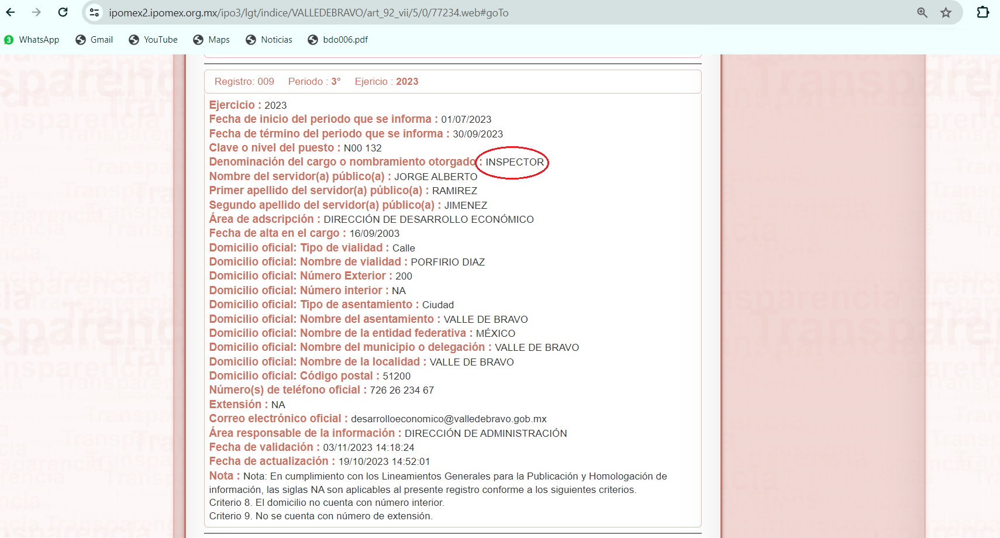 ipomex2.ipomex.org.mx/ipo3/lgt/indice/VALLEDEBRAVO/art_92_vii/5/0/77234.web#goTo
3 WhatsApp Gmail YouTube Maps Noticias bdo006.pdf
Registro: 009 Periodo : 3° Ejericio : 2023
Ejercicio : 2023
Fecha de inicio del periodo que se informa : 01/07/2023
Fecha de término del periodo que se informa : 30/09/2023
Clave o nivel del puesto : N00 132
Denominación del cargo o nombramiento otorgado : INSPECTOR
Nombre del servidor(a) público(a) : JORGE ALBERTO
Primer apellido del servidor(a) público(a) : RAMIREZ
Segundo apellido del servidor(a) público(a) : JIMENEZ
Área de adscripción : DIRECCIÓN DE DESARROLLO ECONÓMICO
Fecha de alta en el cargo : 16/09/2003
Domicilio oficial: Tipo de vialidad : Calle
Domicilio oficial: Nombre de vialidad : PORFIRIO DIAZ
Domicilio oficial: Número Exterior : 200
Domicilio oficial: Número interior : NA
Domicilio oficial: Tipo de asentamiento : Ciudad
Domicilio oficial: Nombre del asentamiento : VALLE DE BRAVO
Domicilio oficial: Nombre de la entidad federativa : MÉXICO
Domicilio oficial: Nombre del municipio o delegación : VALLE DE BRAVO
Domicilio oficial: Nombre de la localidad : VALLE DE BRAVO
Domicilio oficial: Código postal : 51200
Número(s) de teléfono oficial : 726 26 234 67
Extensión : NA
Correo electrónico oficial : desarrolloeconomico@valledebravo.gob.mx
Área responsable de la información : DIRECCIÓN DE ADMINISTRACIÓN
Fecha de validación : 03/11/2023 14:18:24
Fecha de actualización : 19/10/2023 14:52:01
Nota : Nota: En cumplimiento con los Lineamientos Generales para la Publicación y Homologación de
información, las siglas NA son aplicables al presente registro conforme a los siguientes criterios.
Criterio 8. El domicilio no cuenta con número interior.
Criterio 9. No se cuenta con número de extensión.